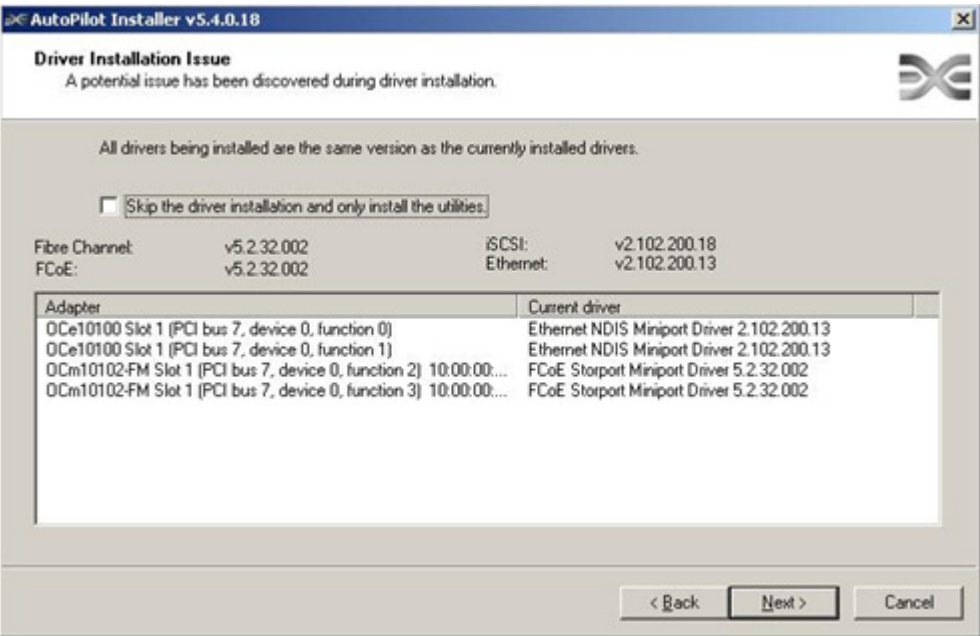 AutoPilot Installer v5.4.0.18
Driver Installation Issue
A potential issue has been discovered during driver installation.
All drivers being installed are the same version as the currently installed drivers.
Skip the driver installation and only install the utilities.
Fibre Channel: v5.2.32.002 iSCSI: v2.102.200.18
FCoE: v5.2.32.002 Ethernet: v2.102.200.13
Adapter Current driver
OCe10100 Slot 1 (PCI bus 7, device 0, function 0) Ethernet NDIS Miniport Driver 2.102.200.13
OCe10100 Slot 1 (PCI bus 7, device 0, function 1) Ethernet NDIS Miniport Driver 2.102.200.13
OCm10102-FM Slot 1 (PCI bus 7, device 0, function 2) 10:00:00:... FCoE Storport Miniport Driver 5.2.32.002
OCm10102-FM Slot 1 (PCI bus 7, device 0, function 3) 10:00:00:... FCoE Storport Miniport Driver 5.2.32.002
< Back Next > Cancel